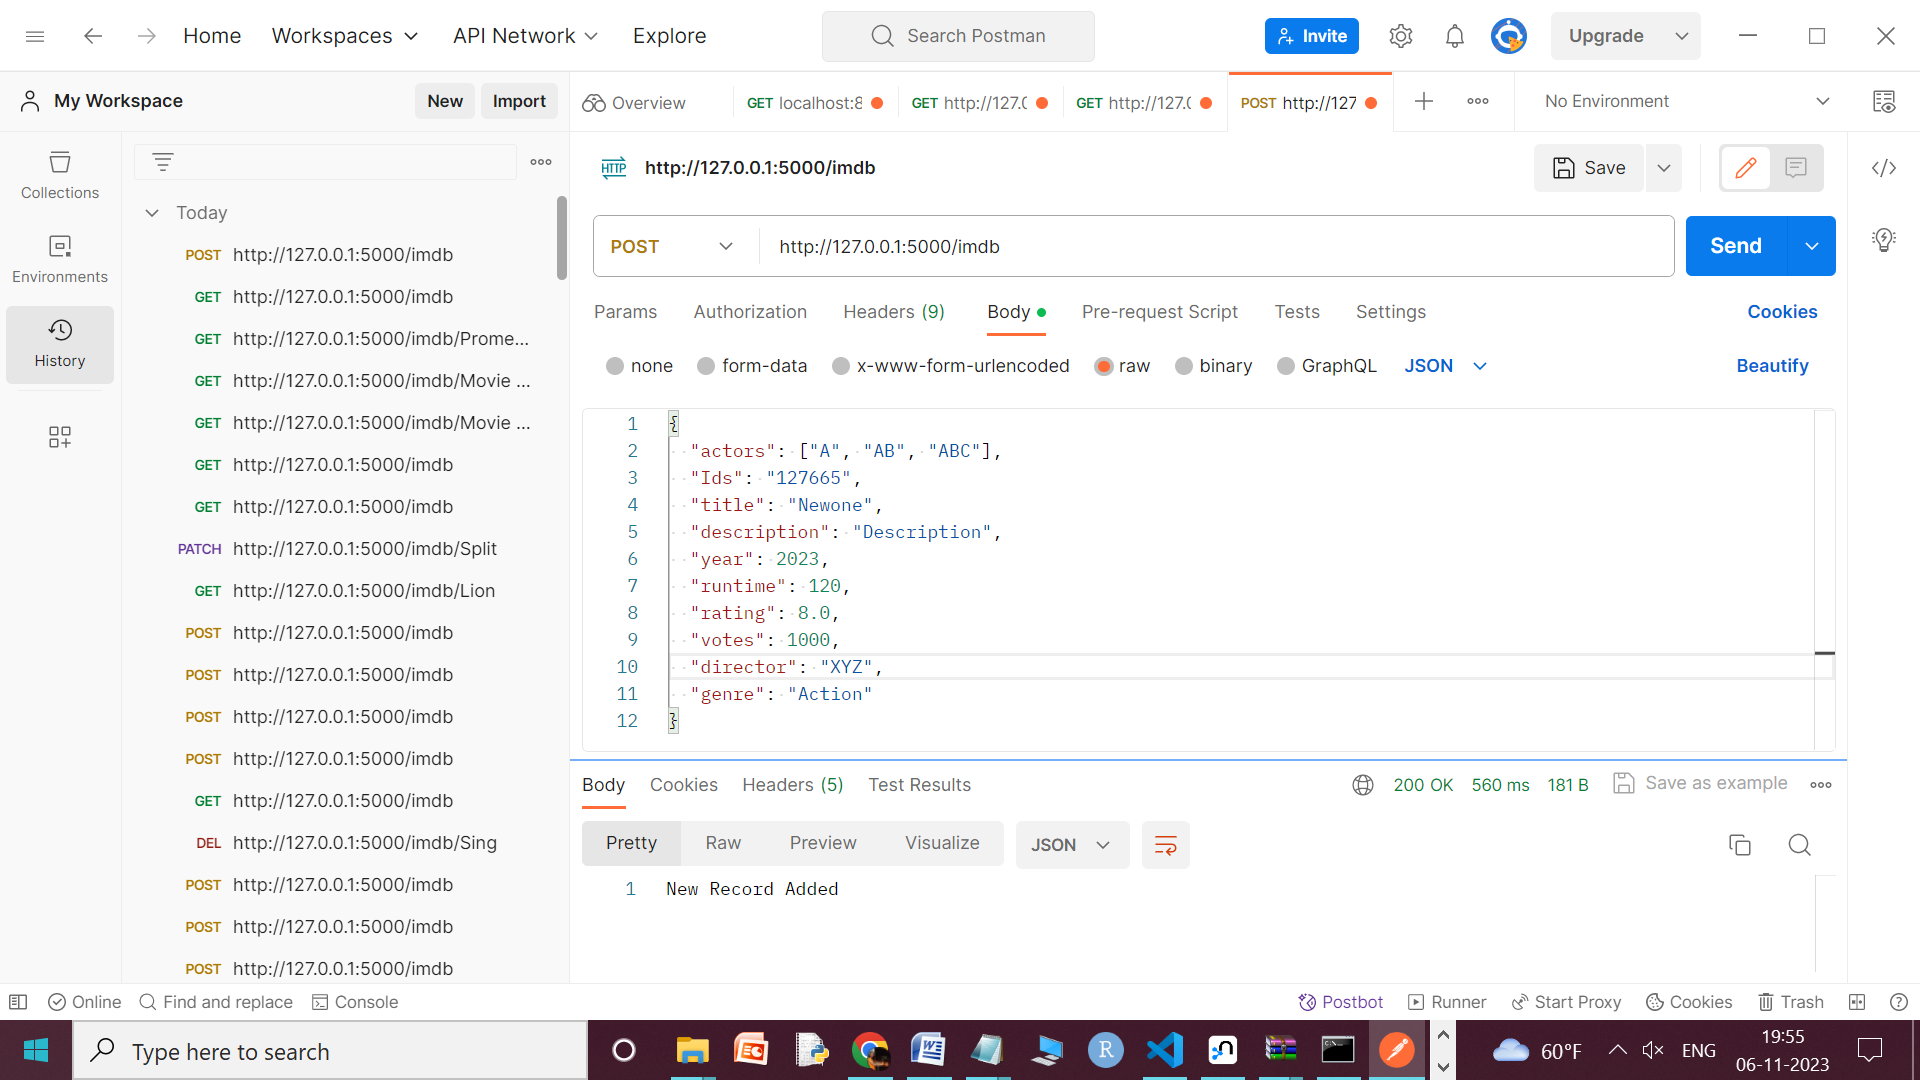 Home Workspaces API Network Explore Search Postman Invite Upgrade
My Workspace New Import
Overview GET localhost:8 GET http://127.0 GET http://127.0 POST http://127 No Environment
HTTP http://127.0.0.1:5000/imdb Save
Collections
Environments
History
Today
POST http://127.0.0.1:5000/imdb
GET http://127.0.0.1:5000/imdb
GET http://127.0.0.1:5000/imdb/Prome...
GET http://127.0.0.1:5000/imdb/Movie ...
GET http://127.0.0.1:5000/imdb/Movie ...
GET http://127.0.0.1:5000/imdb
GET http://127.0.0.1:5000/imdb
PATCH http://127.0.0.1:5000/imdb/Split
GET http://127.0.0.1:5000/imdb/Lion
POST http://127.0.0.1:5000/imdb
POST http://127.0.0.1:5000/imdb
POST http://127.0.0.1:5000/imdb
POST http://127.0.0.1:5000/imdb
GET http://127.0.0.1:5000/imdb
DEL http://127.0.0.1:5000/imdb/Sing
POST http://127.0.0.1:5000/imdb
POST http://127.0.0.1:5000/imdb
POST http://127.0.0.1:5000/imdb
POST http://127.0.0.1:5000/imdb Send
Params Authorization Headers (9) Body Pre-request Script Tests Settings Cookies
none form-data x-www-form-urlencoded raw binary GraphQL JSON Beautify
1 {
2 "actors": ["A", "AB", "ABC"],
3 "Ids": "127665",
4 "title": "Newone",
5 "description": "Description",
6 "year": 2023,
7 "runtime": 120,
8 "rating": 8.0,
9 "votes": 1000,
10 "director": "XYZ",
11 "genre": "Action"
12 }
Body Cookies Headers (5) Test Results 200 OK 560 ms 181 B Save as example
Pretty Raw Preview Visualize JSON
1 New Record Added
Online Find and replace Console Postbot Runner Start Proxy Cookies Trash
Type here to search R 60°F ENG 19:55
06-11-2023